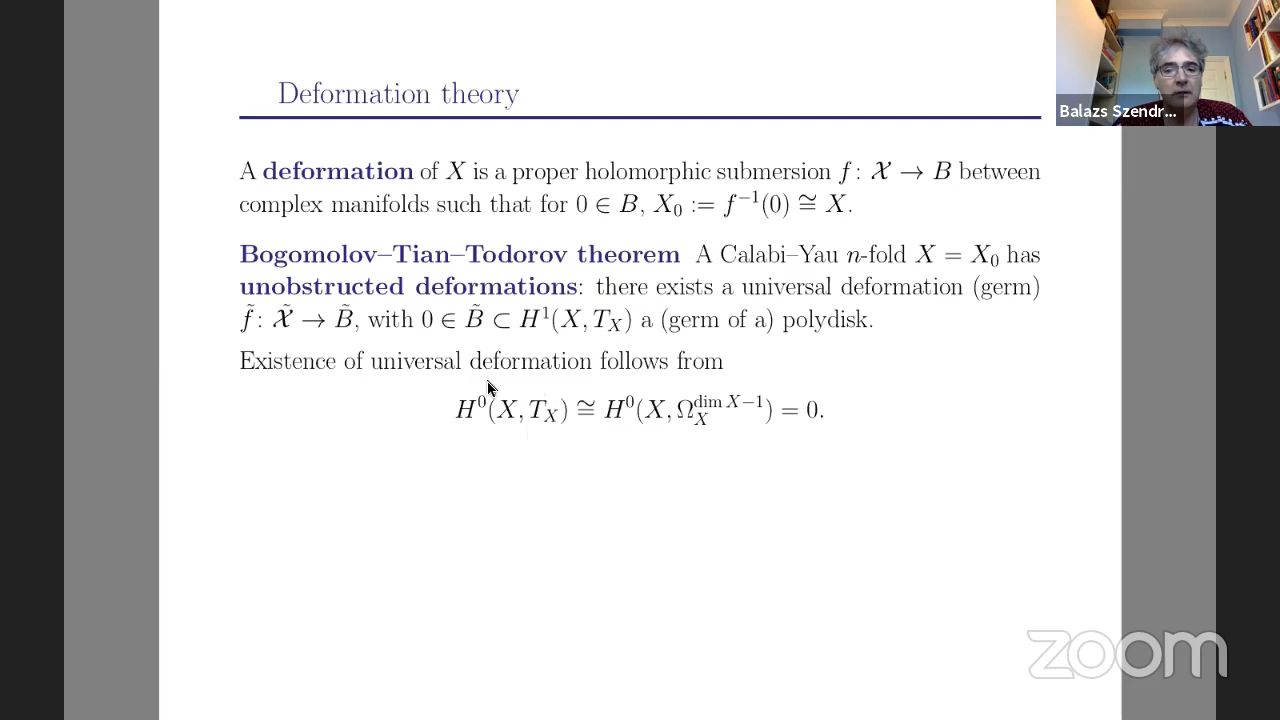 Deformation theory
A deformation of X is a proper holomorphic submersion f: 𝒳 → B between
complex manifolds such that for 0 ∈ B, X₀ := f⁻¹(0) ≅ X.
Bogomolov–Tian–Todorov theorem A Calabi–Yau n-fold X = X₀ has
unobstructed deformations: there exists a universal deformation (germ)
f̃: 𝒳̃ → B̃, with 0 ∈ B̃ ⊂ H¹(X, T_X) a (germ of a) polydisk.
Existence of universal deformation follows from
H⁰(X, T_X) ≅ H⁰(X, Ω_X^{dim X−1}) = 0.
Balazs Szendr...
zoom